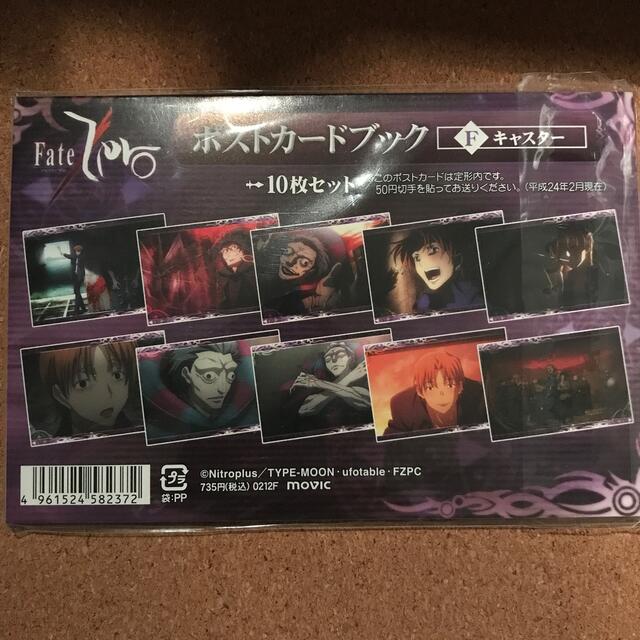 Fate/Zero
ポストカードブック
F キャスター
10枚セット
このポストカードは定形内です。
50円切手を貼ってお送りください。(平成24年2月現在)
©Nitroplus/TYPE-MOON・ufotable・FZPC
735円(税込) 0212F movic
プラ
袋:PP
4 961524 582372